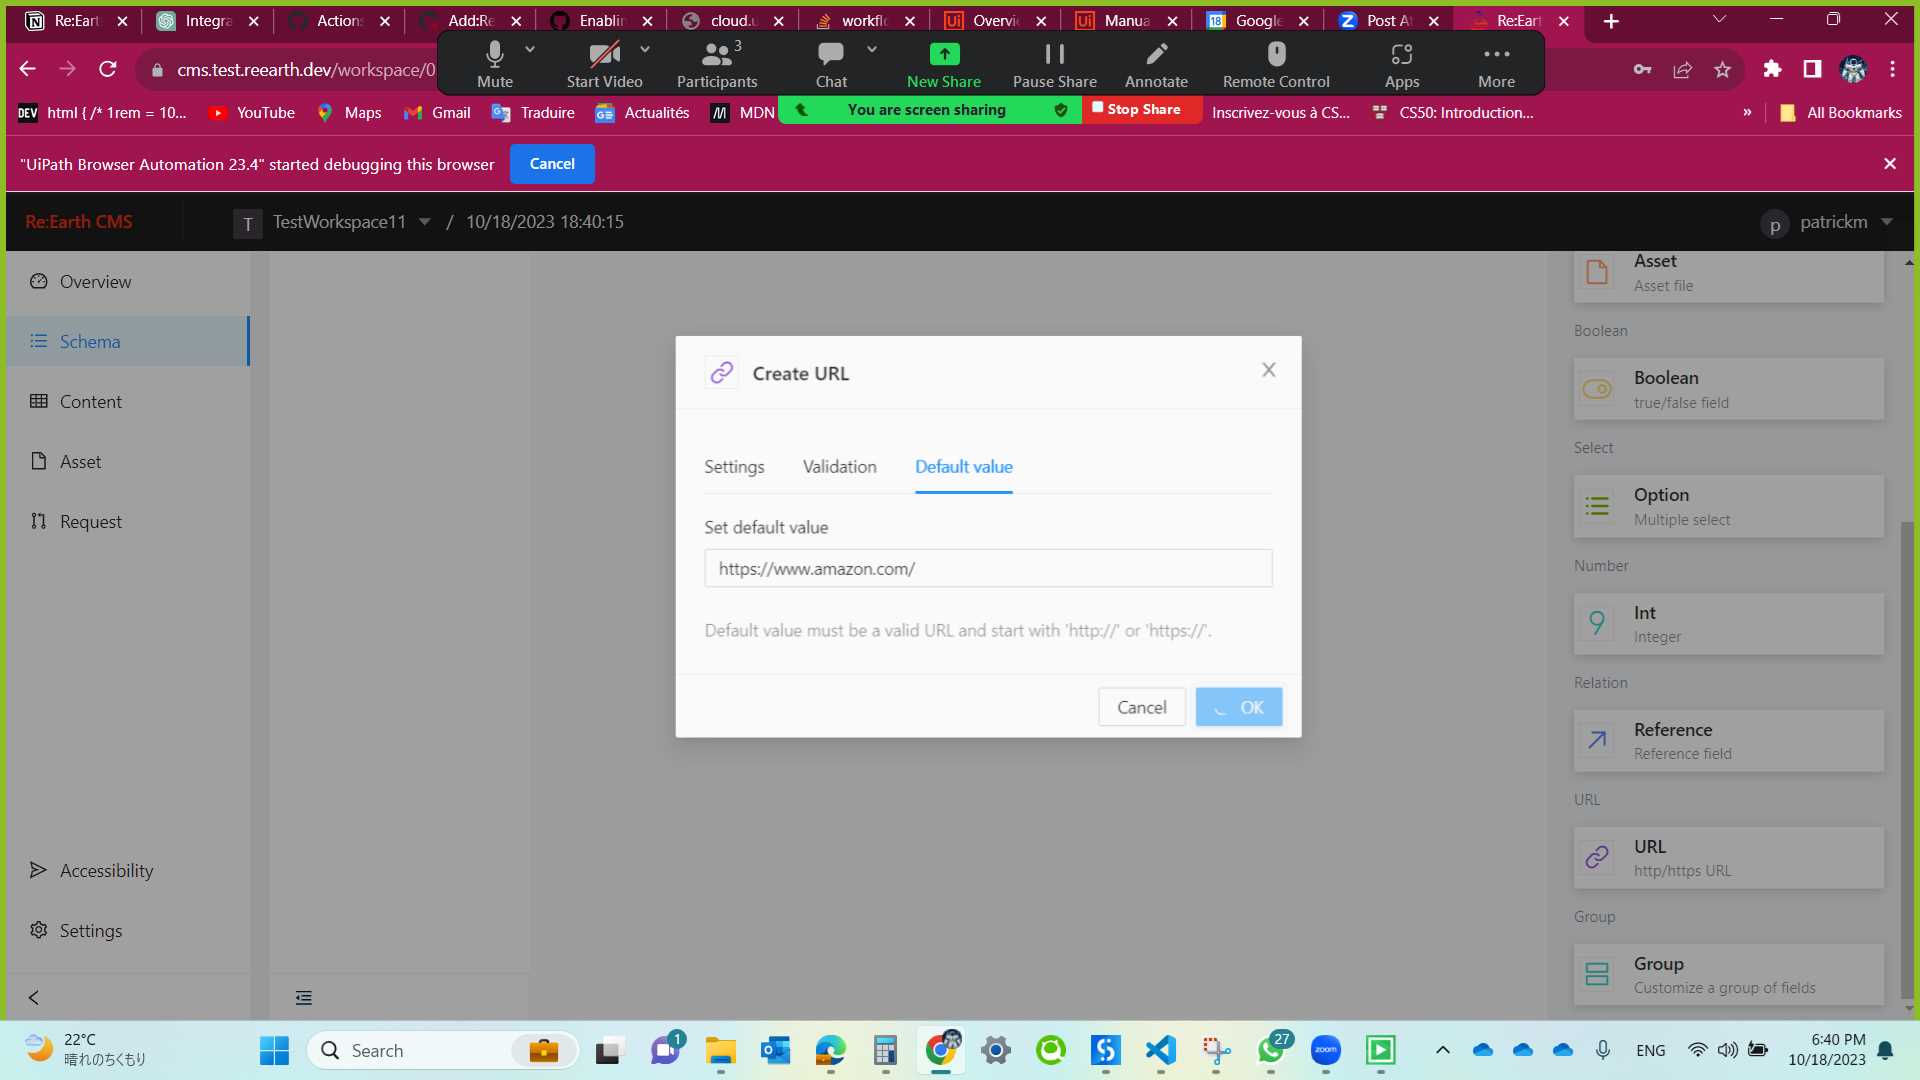 Re:Eart
Integra
Actions
Add:Re
Enablin
cloud.u
workflo
Overvi
Manua
Google
Post At
Re:Eart
cms.test.reearth.dev/workspace/0
Mute
Start Video
Participants
3
Chat
New Share
Pause Share
Annotate
Remote Control
Apps
More
DEV html { /* 1rem = 10...
YouTube
Maps
Gmail
Traduire
Actualités
MDN
You are screen sharing
Stop Share
Inscrivez-vous à CS...
CS50: Introduction...
»
All Bookmarks
"UiPath Browser Automation 23.4" started debugging this browser
Cancel
Re:Earth CMS
T TestWorkspace11 / 10/18/2023 18:40:15
p patrickm
Overview
Schema
Content
Asset
Request
Accessibility
Settings
Create URL
Settings
Validation
Default value
Set default value
https://www.amazon.com/
Default value must be a valid URL and start with 'http://' or 'https://'.
Cancel
OK
Asset
Asset file
Boolean
Boolean
true/false field
Select
Option
Multiple select
Number
Int
Integer
Relation
Reference
Reference field
URL
URL
http/https URL
Group
Group
Customize a group of fields
22°C
晴れのちくもり
Search
1
27
zoom
ENG
6:40 PM
10/18/2023